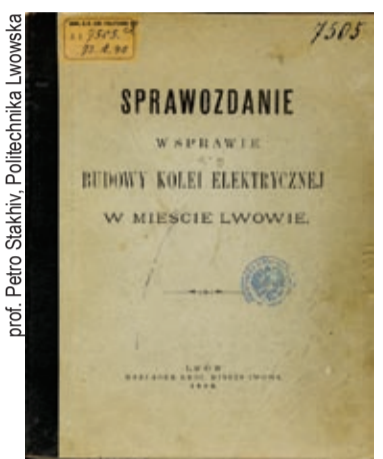 prof. Petro Stakhiv, Politechnika Lwowska
7505
SPRAWOZDANIE
W SPRAWIE
BUDOWY KOLEI ELEKTRYCZNEJ
W MIEŚCIE LWOWIE.
LWÓW